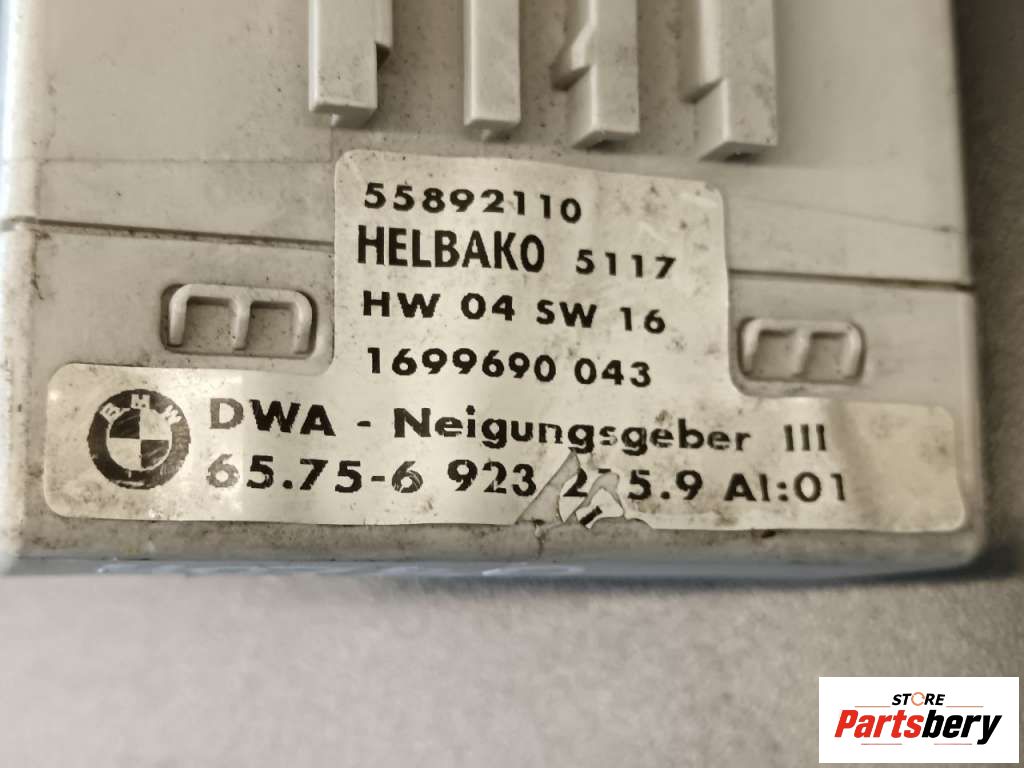 55892110
HELBAKO 5117
HW 04 SW 16
1699690 043
BMW
DWA - Neigungsgeber III
65.75-6 923 AI:01
STORE
Partsbery